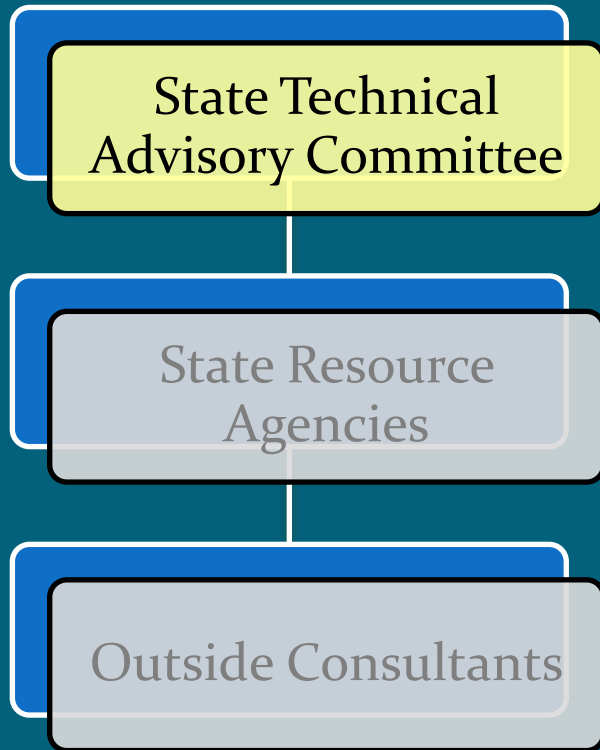 State Technical
Advisory Committee
State Resource
Agencies
Outside Consultants